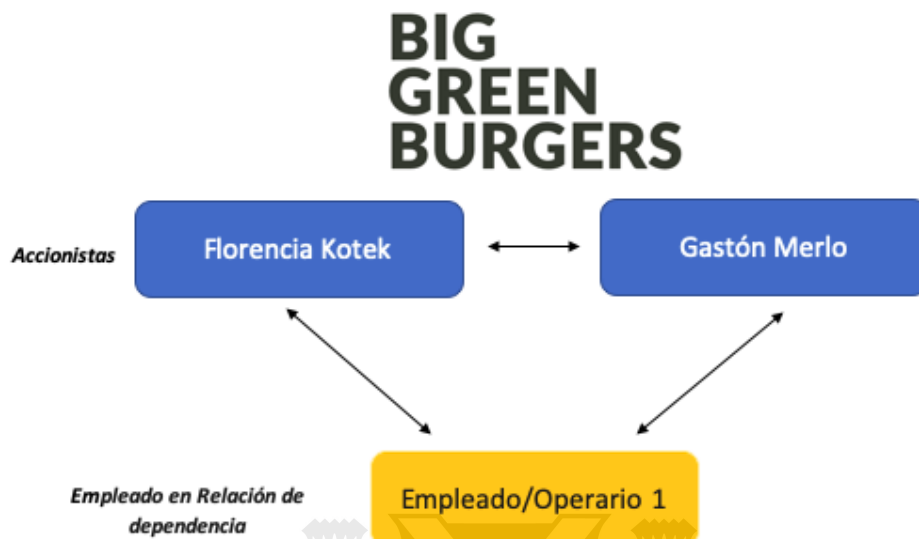 BIG
GREEN
BURGERS
Accionistas
Florencia Kotek
Gastón Merlo
Empleado en Relación de
dependencia
Empleado/Operario 1